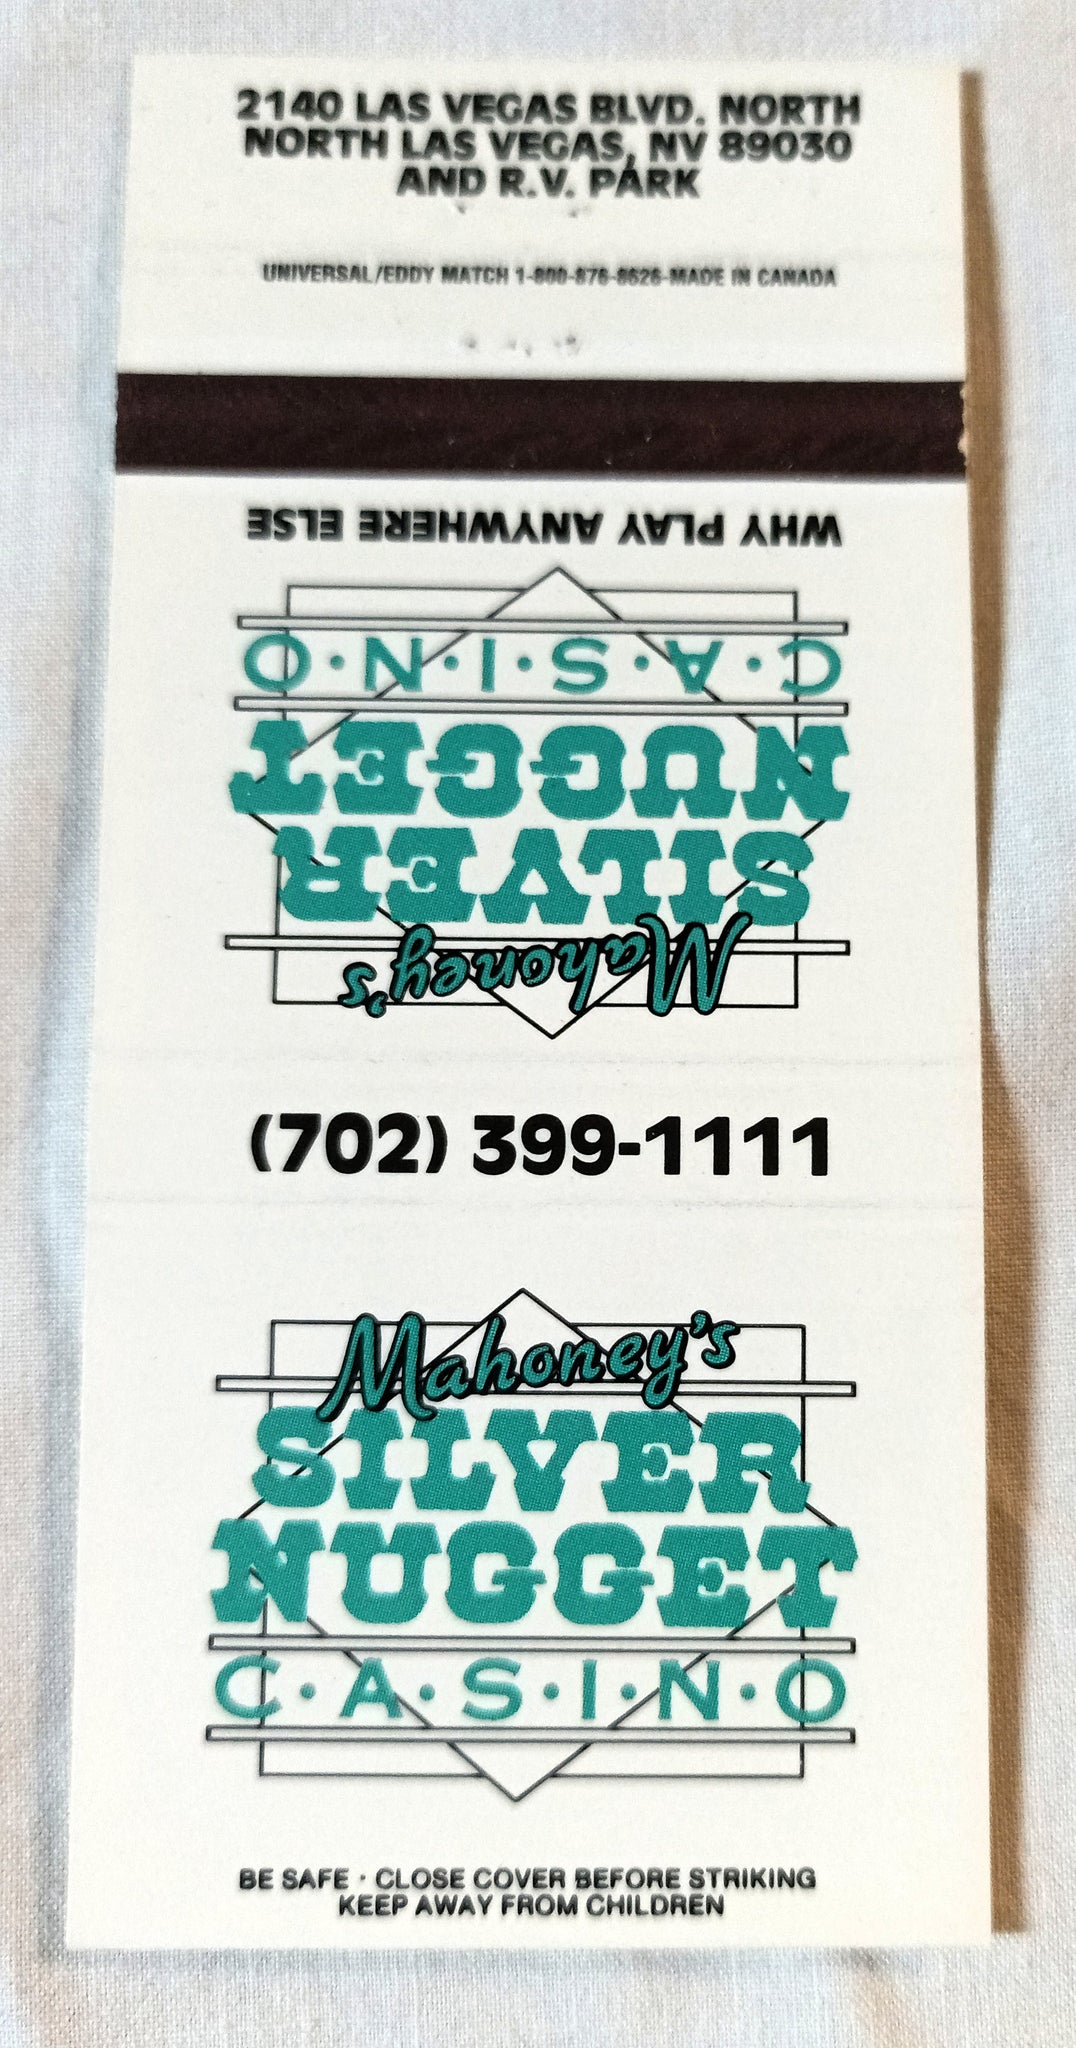 2140 LAS VEGAS BLVD. NORTH
NORTH LAS VEGAS, NV 89030
AND R.V. PARK
UNIVERSAL/EDDY MATCH 1-800-876-8626-MADE IN CANADA
WHY PLAY ANYWHERE ELSE
Mahoney's
SILVER
NUGGET
C·A·S·I·N·O
(702) 399-1111
Mahoney's
SILVER
NUGGET
C·A·S·I·N·O
BE SAFE · CLOSE COVER BEFORE STRIKING
KEEP AWAY FROM CHILDREN